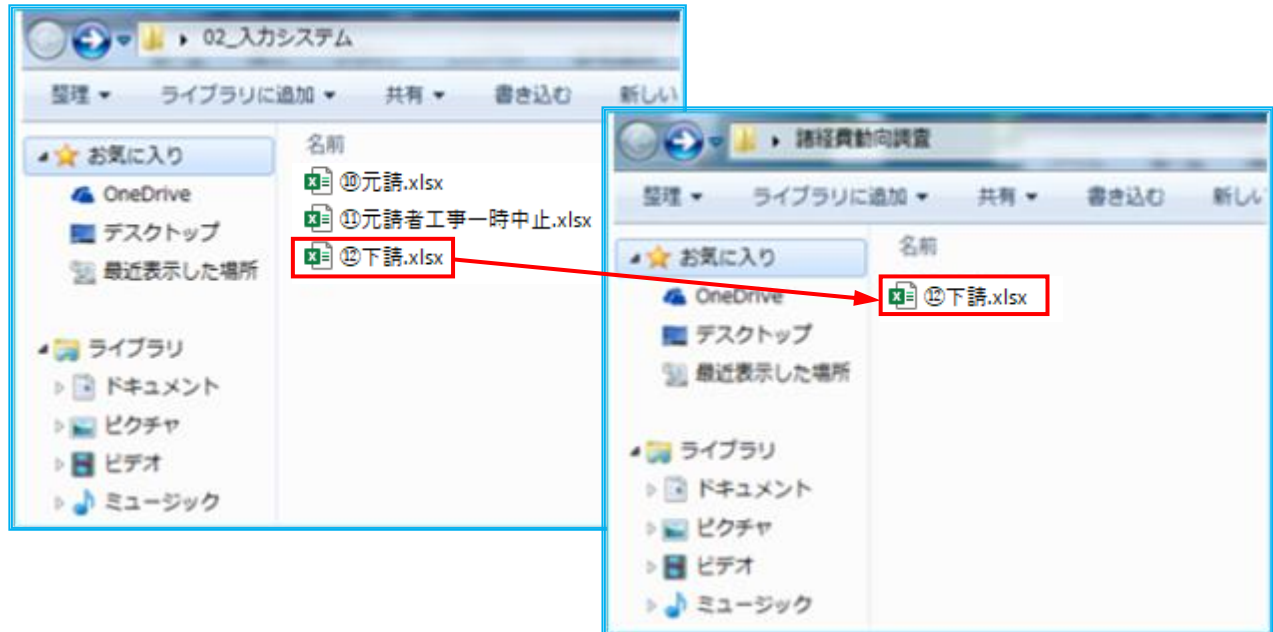 02_入力システム
整理 ライブラリに追加 共有 書き込む 新しい
お気に入り
OneDrive
デスクトップ
最近表示した場所
ライブラリ
ドキュメント
ピクチャ
ビデオ
ミュージック
名前
⑩元請.xlsx
⑪元請者工事一時中止.xlsx
⑫下請.xlsx
諸経費動向調査
整理 ライブラリに追加 共有 書き込む 新しい
お気に入り
OneDrive
デスクトップ
最近表示した場所
ライブラリ
ドキュメント
ピクチャ
ビデオ
ミュージック
名前
⑫下請.xlsx